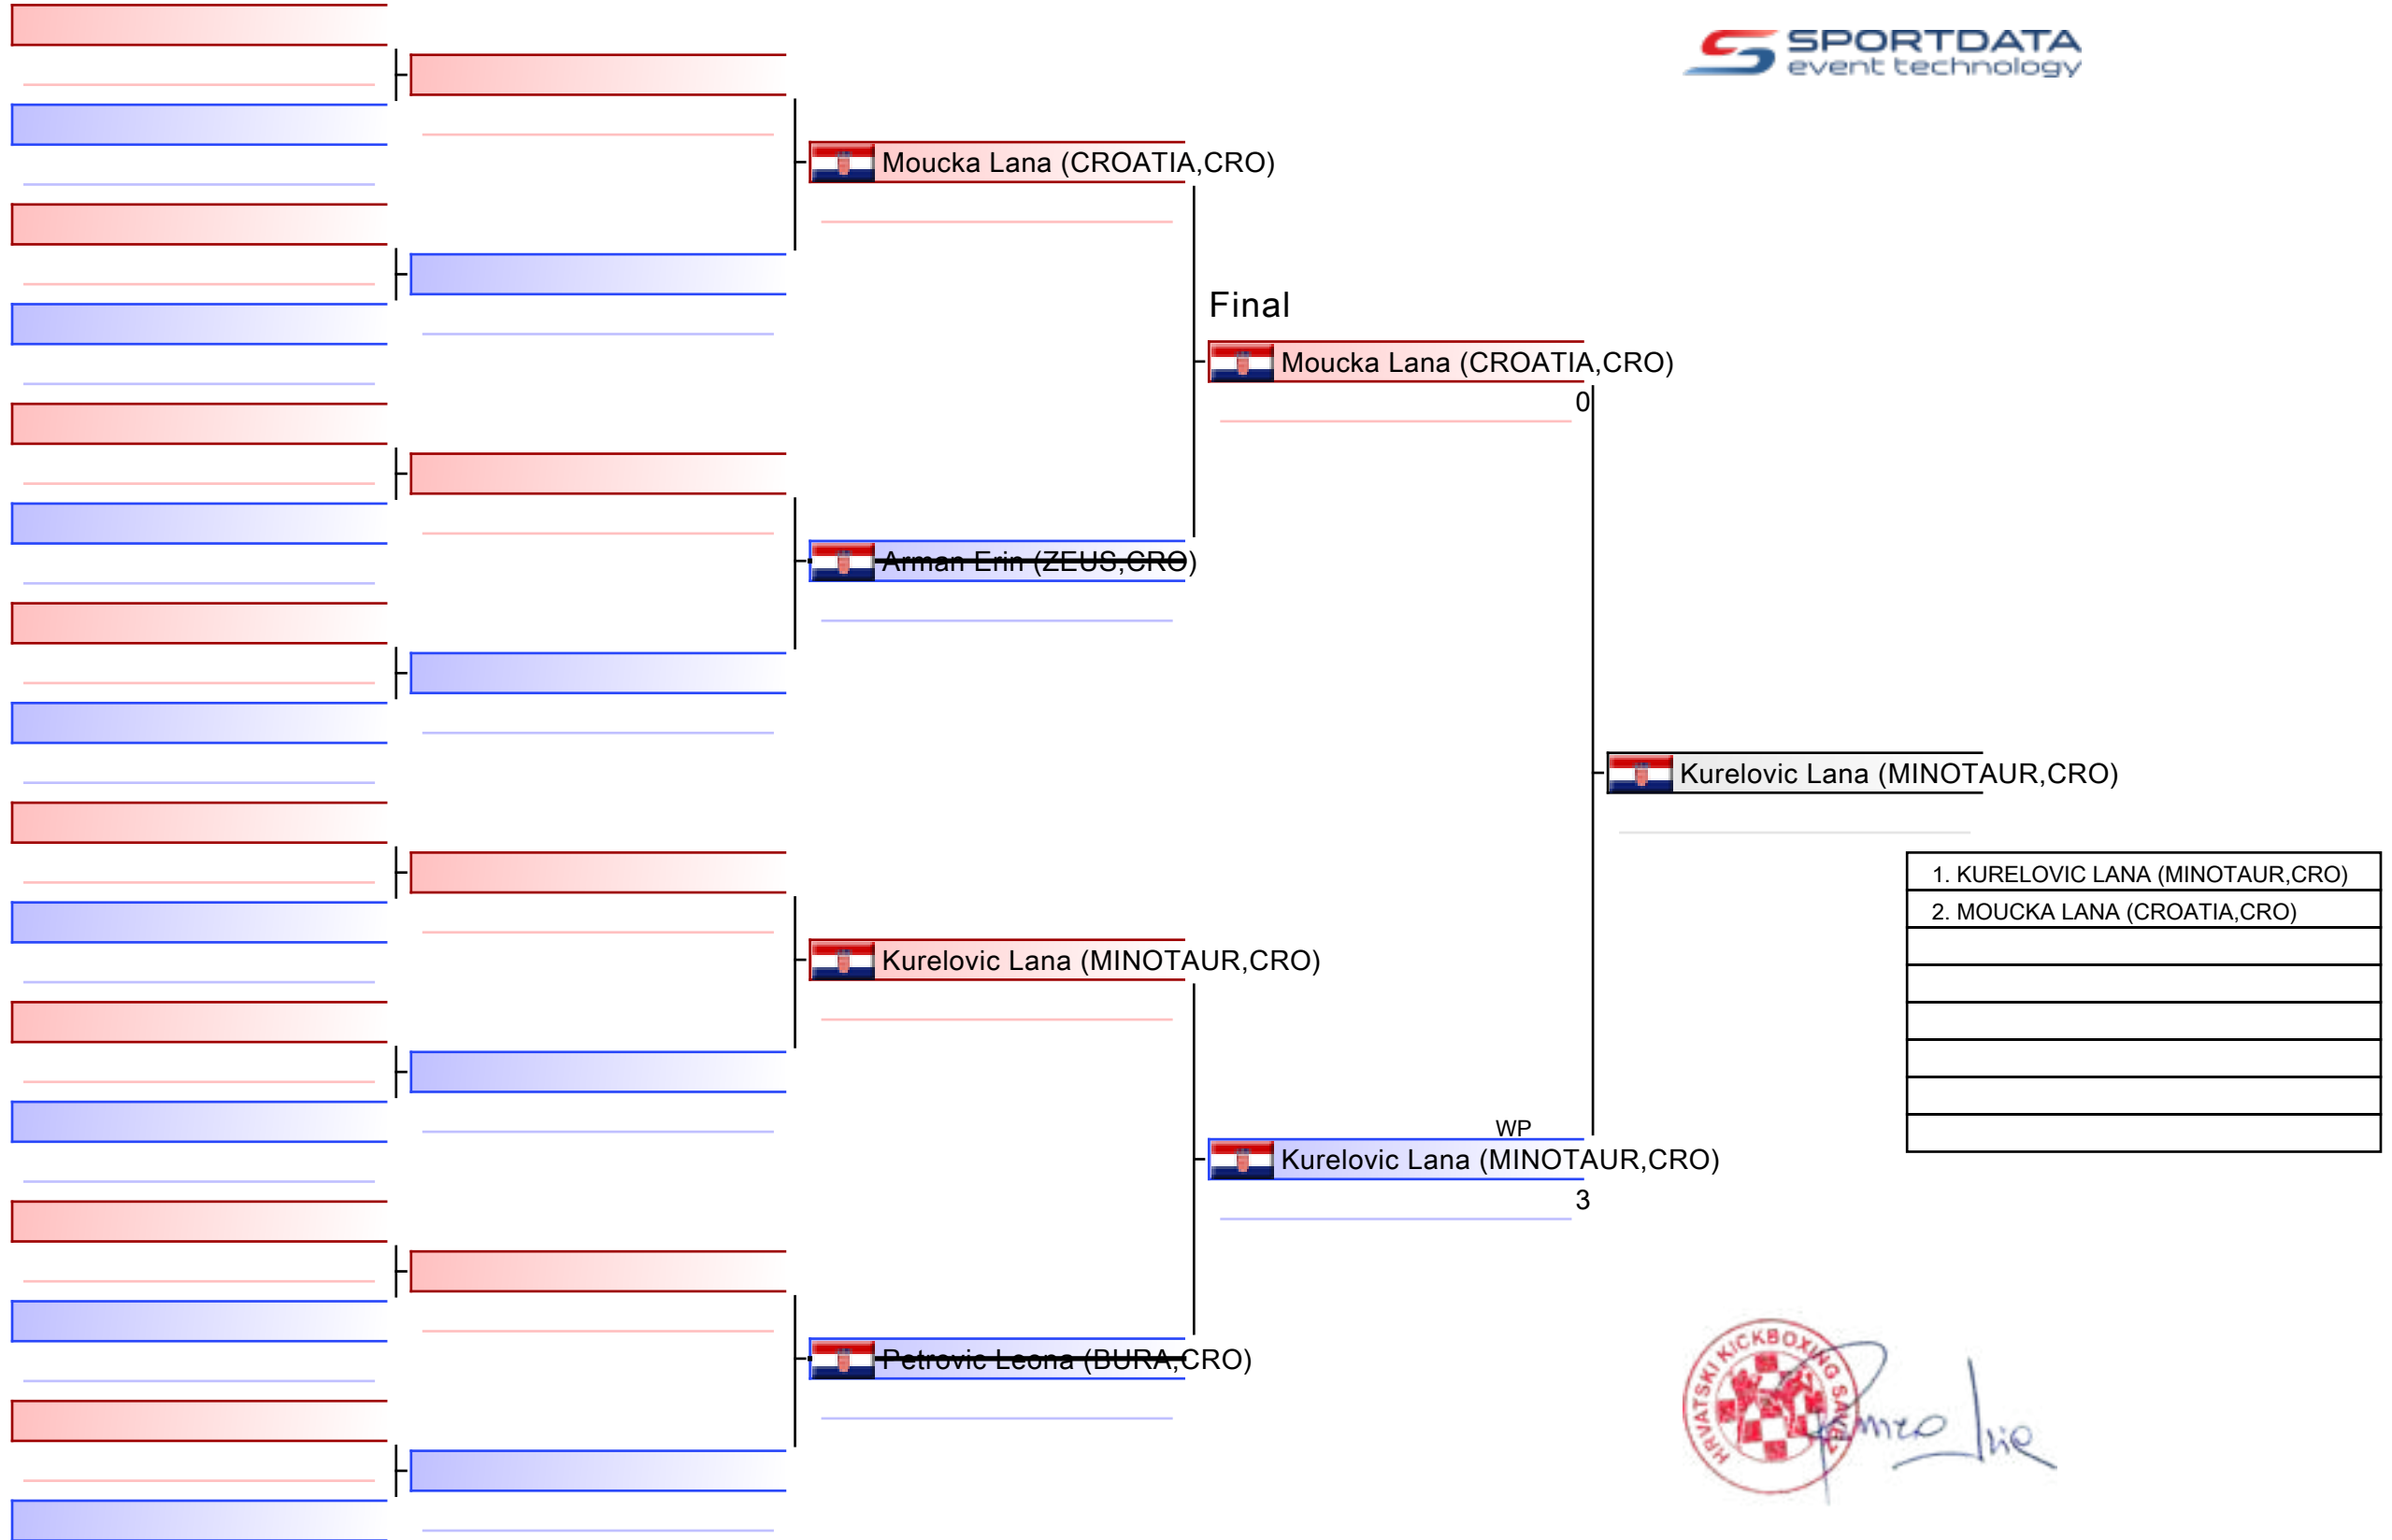 SPORTDATA
event technology
Moucka Lana (CROATIA,CRO)
Final
Moucka Lana (CROATIA,CRO)
0
Arman Erin (ZEUS,CRO)
Kurelovic Lana (MINOTAUR,CRO)
1. KURELOVIC LANA (MINOTAUR,CRO)
2. MOUCKA LANA (CROATIA,CRO)
Kurelovic Lana (MINOTAUR,CRO)
WP
Kurelovic Lana (MINOTAUR,CRO)
3
Petrovic Leona (BURA,CRO)
HRVATSKI KICKBOXING SAVEZ